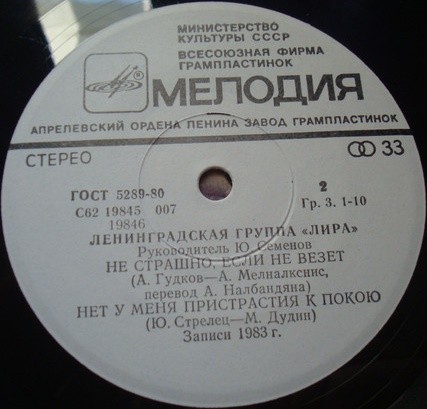 МИНИСТЕРСТВО
КУЛЬТУРЫ СССР
ВСЕСОЮЗНАЯ ФИРМА
ГРАМПЛАСТИНОК
МЕЛОДИЯ
АПРЕЛЕВСКИЙ ОРДЕНА ЛЕНИНА ЗАВОД ГРАМПЛАСТИНОК
СТЕРЕО 33
ГОСТ 5289-80 2
С62 19845 007 Гр. 3. 1-10
19846
ЛЕНИНГРАДСКАЯ ГРУППА «ЛИРА»
Руководитель Ю. Семенов
НЕ СТРАШНО, ЕСЛИ НЕ ВЕЗЕТ
(А. Гудков—А. Мелналкснис,
перевод А. Налбандяна)
НЕТ У МЕНЯ ПРИСТРАСТИЯ К ПОКОЮ
(Ю. Стрелец—М. Дудин)
Записи 1983 г.